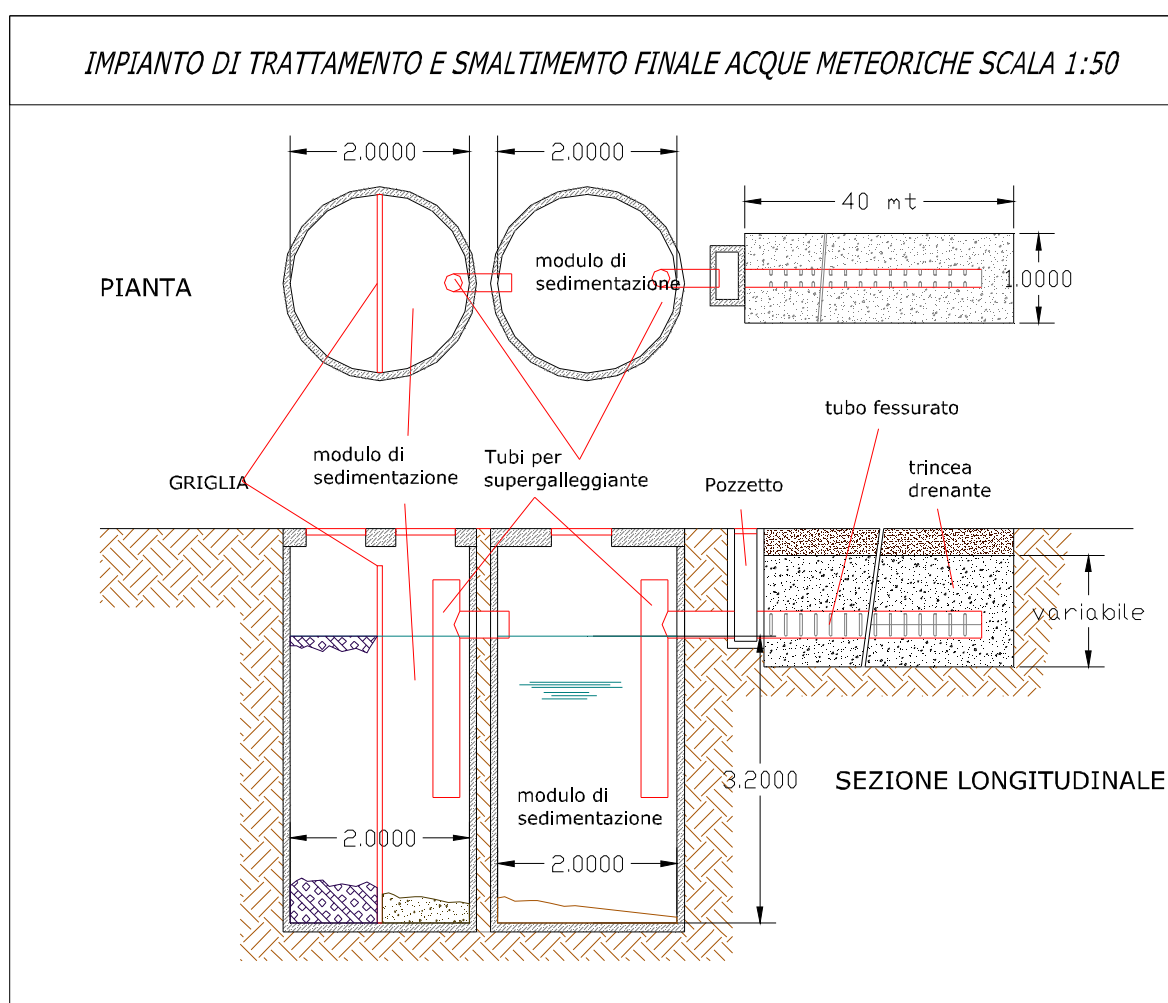 IMPIANTO DI TRATTAMENTO E SMALTIMEMTO FINALE ACQUE METEORICHE SCALA 1:50
2.0000
2.0000
40 mt
PIANTA
modulo di
sedimentazione
1.0000
tubo fessurato
modulo di
sedimentazione
GRIGLIA
Tubi per
supergalleggiante
Pozzetto
trincea
drenante
variabile
3.2000
SEZIONE LONGITUDINALE
modulo di
sedimentazione
2.0000
2.0000